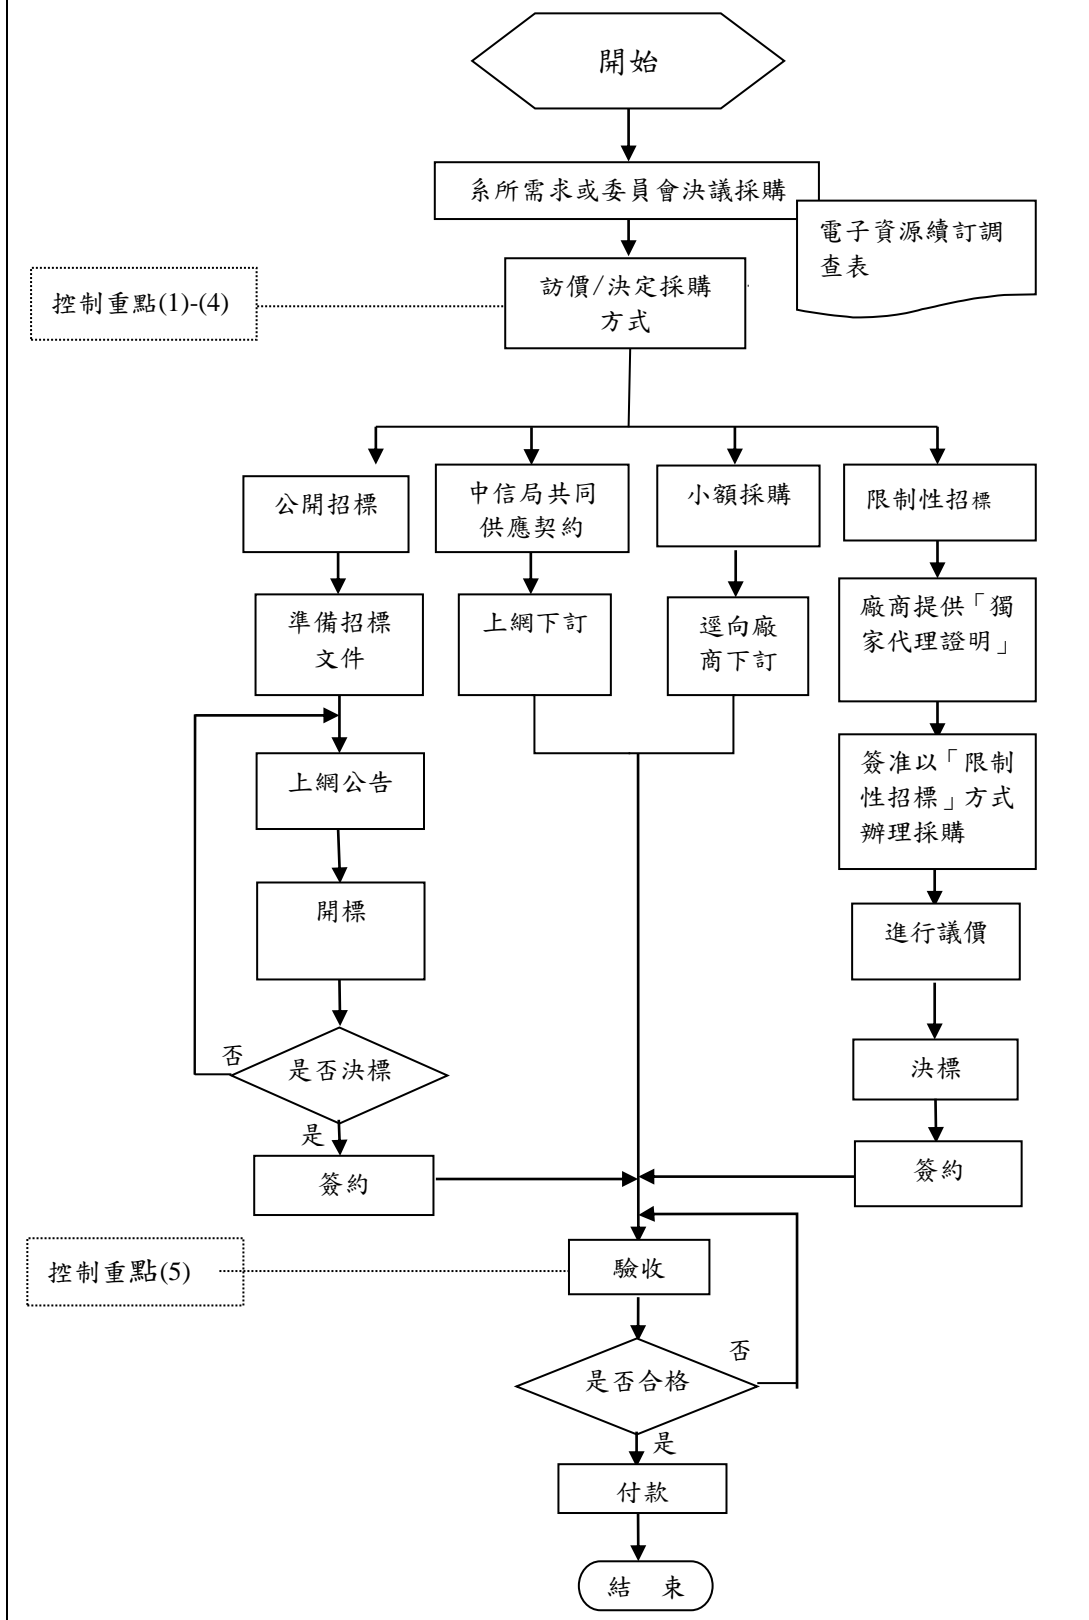 開始
系所需求或委員會決議採購
電子資源續訂調
查表
控制重點(1)-(4)
訪價/決定採購
方式
公開招標
中信局共同
供應契約
小額採購
限制性招標
準備招標
文件
上網下訂
逕向廠
商下訂
廠商提供「獨
家代理證明」
簽准以「限制
性招標」方式
辦理採購
上網公告
開標
進行議價
否
是否決標
決標
是
簽約
簽約
控制重點(5)
驗收
否
是否合格
是
付款
結 束